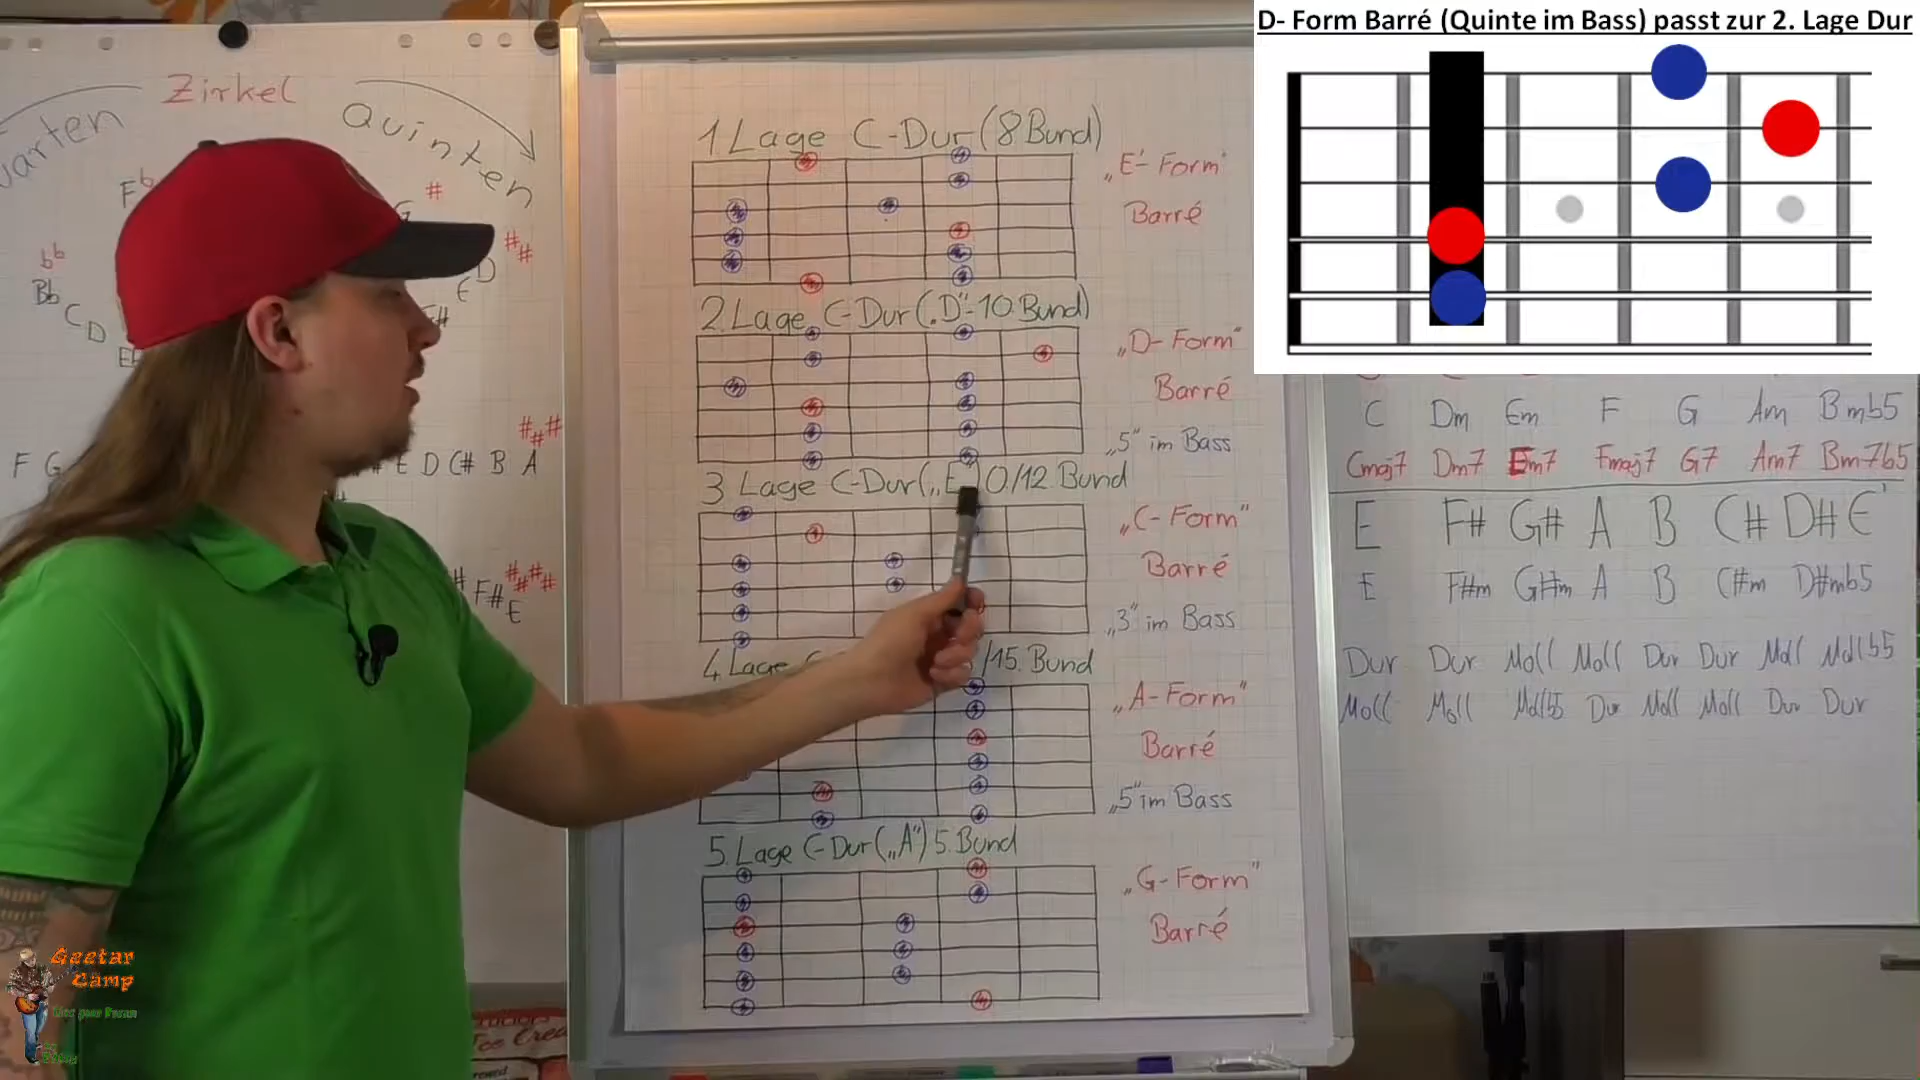 D- Form Barré (Quinte im Bass) passt zur 2. Lage Dur
Zirkel
Quinten
1. Lage C-Dur (8 Bund)
„E"- Form
Barré
2. Lage C-Dur („D"- 10. Bund)
„D- Form"
Barré
„5" im Bass
3 Lage C-Dur („E") 0/12. Bund
„C- Form"
Barré
„3" im Bass
4. Lage
/15. Bund
„A-Form"
Barré
„5" im Bass
5. Lage C-Dur („A") 5. Bund
„G-Form"
Barré
E♭
#
##
D
E
b b
B♭
C
D
F G
E D C# B A
###
F#
####
E
C Dm Em F G Am Bmb5
Cmaj7 Dm7 Em7 Fmaj7 G7 Am7 Bm7b5
E F# G# A B C# D# E'
E F#m G#m A B C#m D#mb5
Dur Dur Moll Moll Dur Dur Moll Mollb5
Moll Moll Mollb5 Dur Moll Moll Dur Dur
Geetar
Camp